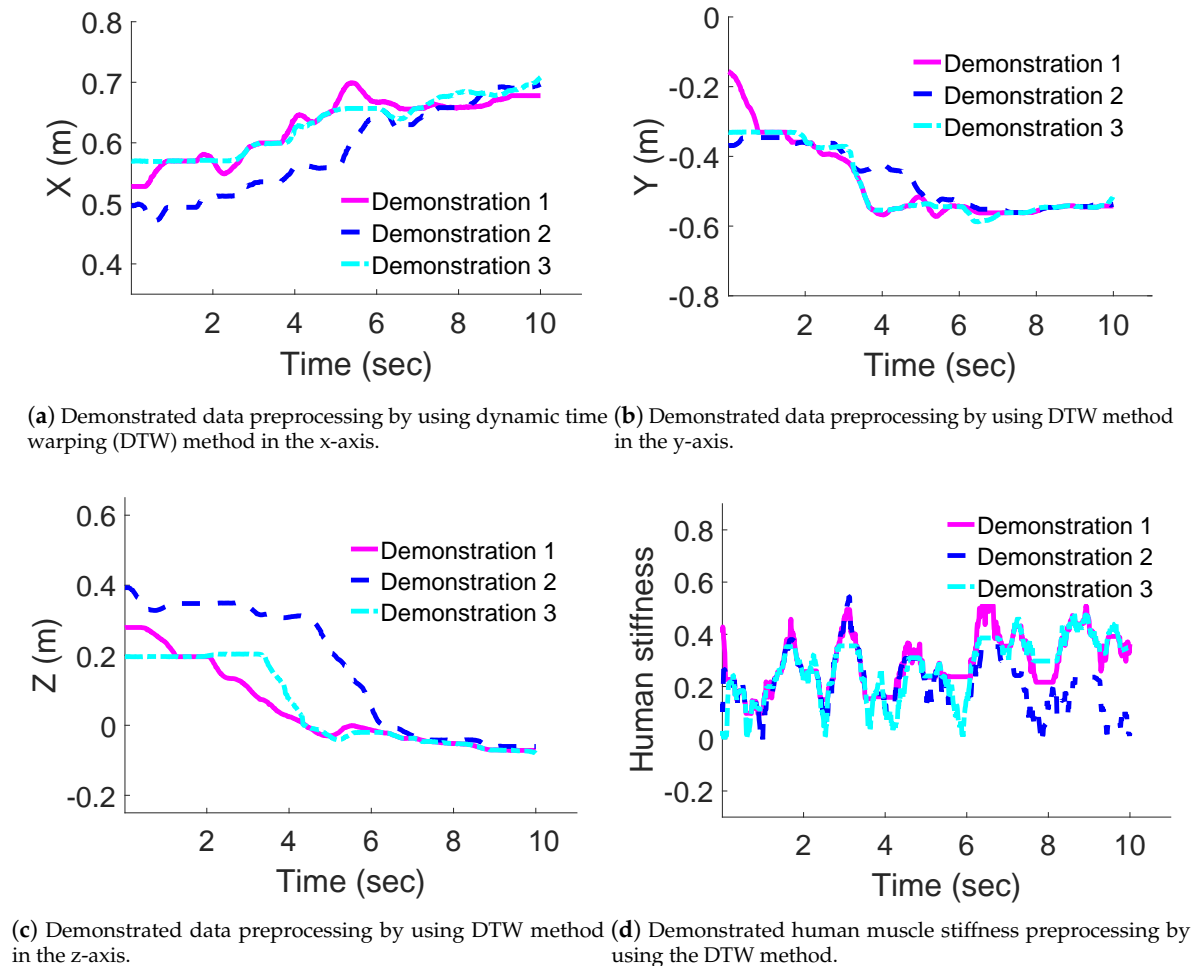 0.8
0.7
0.6
0.5
0.4
X (m)
Demonstration 1
Demonstration 2
Demonstration 3
2 4 6 8 10
Time (sec)
0
-0.2
-0.4
-0.6
-0.8
Y (m)
Demonstration 1
Demonstration 2
Demonstration 3
2 4 6 8 10
Time (sec)
(a) Demonstrated data preprocessing by using dynamic time
warping (DTW) method in the x-axis.
(b) Demonstrated data preprocessing by using DTW method
in the y-axis.
0.6
0.4
0.2
0
-0.2
Z (m)
Demonstration 1
Demonstration 2
Demonstration 3
2 4 6 8 10
Time (sec)
0.8
0.6
0.4
0.2
0
-0.2
Human stiffness
Demonstration 1
Demonstration 2
Demonstration 3
2 4 6 8 10
Time (sec)
(c) Demonstrated data preprocessing by using DTW method
in the z-axis.
(d) Demonstrated human muscle stiffness preprocessing by
using the DTW method.